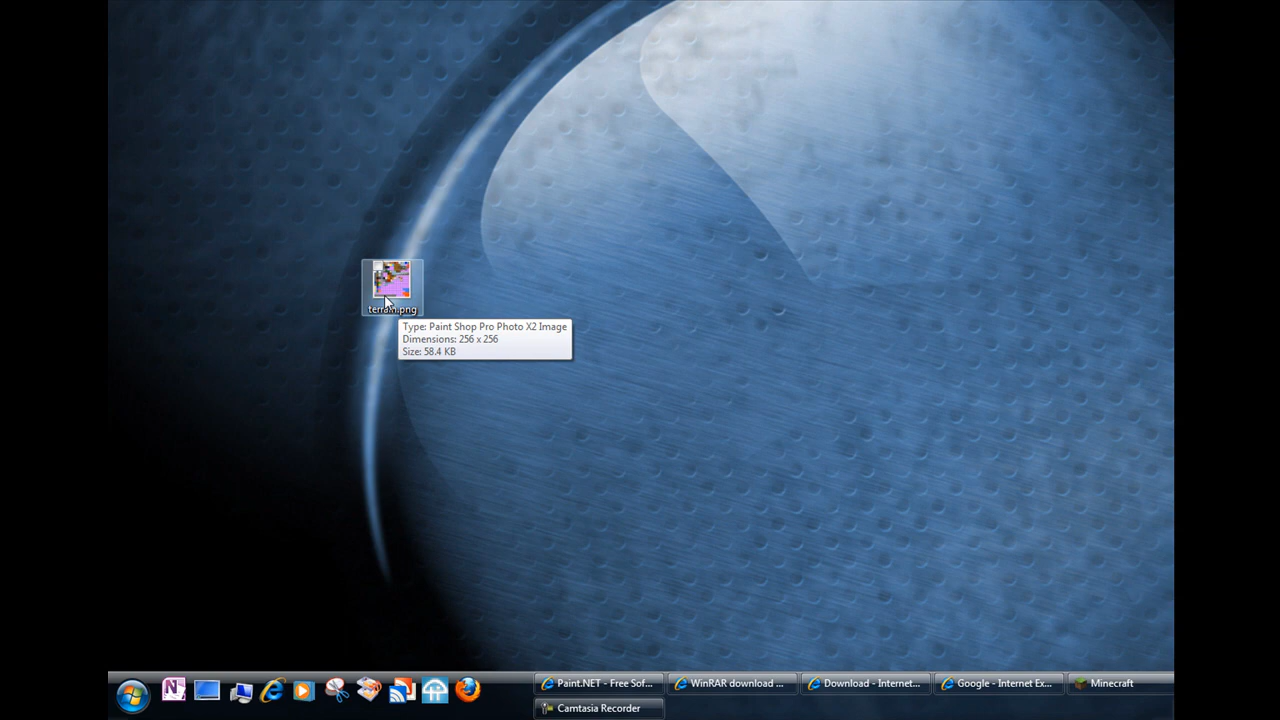 terrain.png
Type: Paint Shop Pro Photo X2 Image
Dimensions: 256 x 256
Size: 58.4 KB
N
Paint.NET - Free Sof...
WinRAR download ...
Download - Internet...
Google - Internet Ex...
Minecraft
Camtasia Recorder